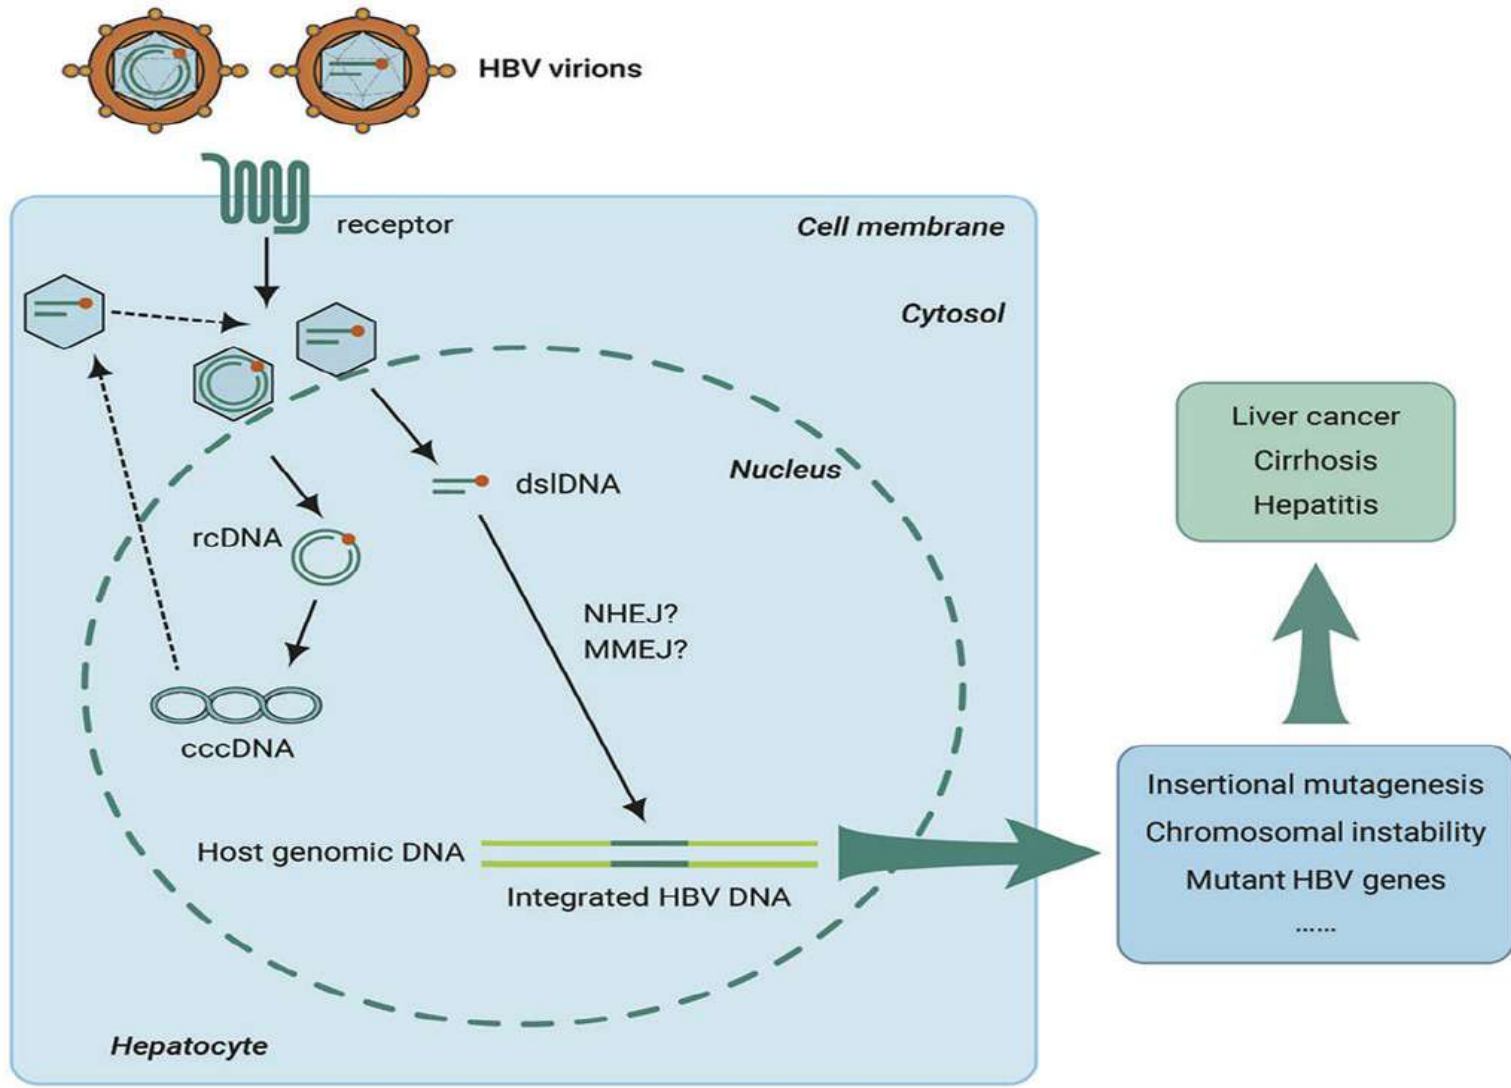 HBV virions
receptor
Cell membrane
Cytosol
Nucleus
dslDNA
rcDNA
NHEJ?
MMEJ?
cccDNA
Host genomic DNA
Integrated HBV DNA
Hepatocyte
Liver cancer
Cirrhosis
Hepatitis
Insertional mutagenesis
Chromosomal instability
Mutant HBV genes
......